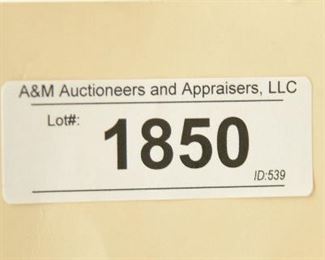 A&M Auctioneers and Appraisers, LLC
Lot#:
1850
ID:539